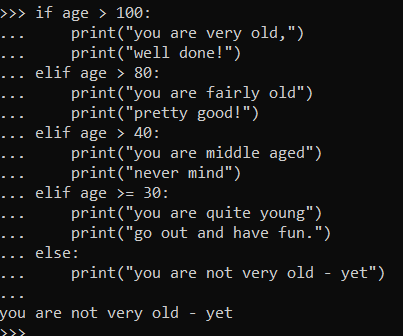 >>> if age > 100:
...     print("you are very old,")
...     print("well done!")
... elif age > 80:
...     print("you are fairly old")
...     print("pretty good!")
... elif age > 40:
...     print("you are middle aged")
...     print("never mind")
... elif age >= 30:
...     print("you are quite young")
...     print("go out and have fun.")
... else:
...     print("you are not very old - yet")
...
you are not very old - yet
>>>